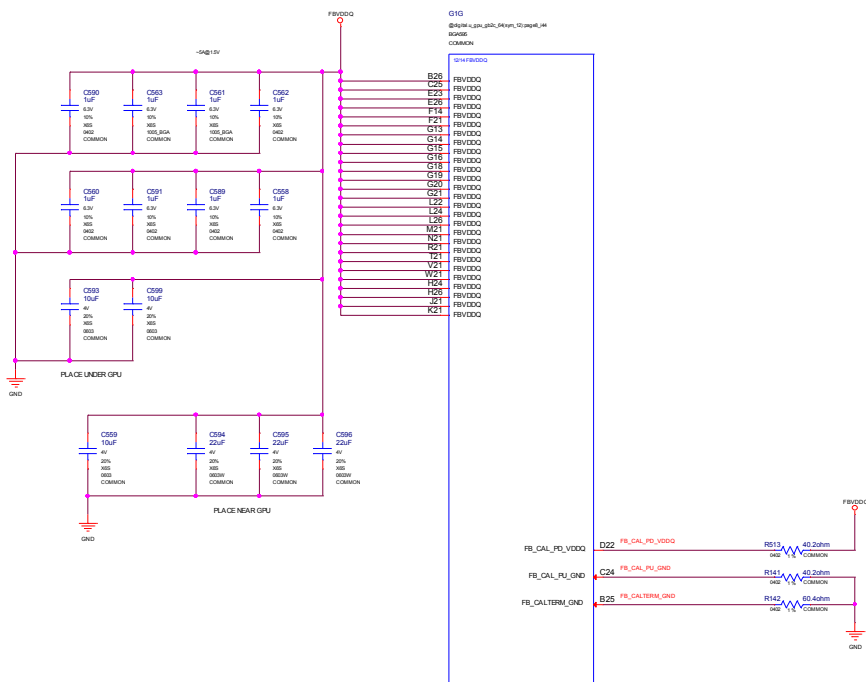 FBVDDQ
G1G
@digital.u_gpu_gb2c_64(sym_12):page8_i44
BGA595
COMMON
~5A@1.5V
12/14 FBVDDQ
B26 FBVDDQ
C25 FBVDDQ
E23 FBVDDQ
E26 FBVDDQ
F14 FBVDDQ
F21 FBVDDQ
G13 FBVDDQ
G14 FBVDDQ
G15 FBVDDQ
G16 FBVDDQ
G18 FBVDDQ
G19 FBVDDQ
G20 FBVDDQ
G21 FBVDDQ
L22 FBVDDQ
L24 FBVDDQ
L26 FBVDDQ
M21 FBVDDQ
N21 FBVDDQ
R21 FBVDDQ
T21 FBVDDQ
V21 FBVDDQ
W21 FBVDDQ
H24 FBVDDQ
H26 FBVDDQ
J21 FBVDDQ
K21 FBVDDQ
C590 C563 C561 C562
1uF 1uF 1uF 1uF
6.3V 6.3V 6.3V 6.3V
10% 10% 10% 10%
X6S X6S X6S X6S
0402 1005_BGA 1005_BGA 0402
COMMON COMMON COMMON COMMON
C560 C591 C589 C558
1uF 1uF 1uF 1uF
6.3V 6.3V 6.3V 6.3V
10% 10% 10% 10%
X6S X6S X6S X6S
0402 0402 0402 0402
COMMON COMMON COMMON COMMON
C593 C599
10uF 10uF
4V 4V
20% 20%
X6S X6S
0603 0603
COMMON COMMON
PLACE UNDER GPU
GND
C559 C594 C595 C596
10uF 22uF 22uF 22uF
4V 4V 4V 4V
20% 20% 20% 20%
X6S X6S X6S X6S
0603 0603W 0603W 0603W
COMMON COMMON COMMON COMMON
PLACE NEAR GPU
GND
FBVDDQ
FB_CAL_PD_VDDQ D22 FB_CAL_PD_VDDQ R513 40.2ohm
0402 1% COMMON
FB_CAL_PU_GND C24 FB_CAL_PU_GND R141 40.2ohm
0402 1% COMMON
FB_CALTERM_GND B25 FB_CALTERM_GND R142 60.4ohm
0402 1% COMMON
GND